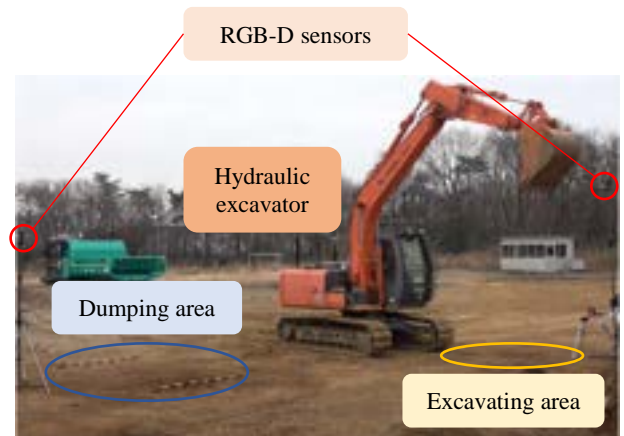 RGB-D sensors
Hydraulic
excavator
Dumping area
Excavating area